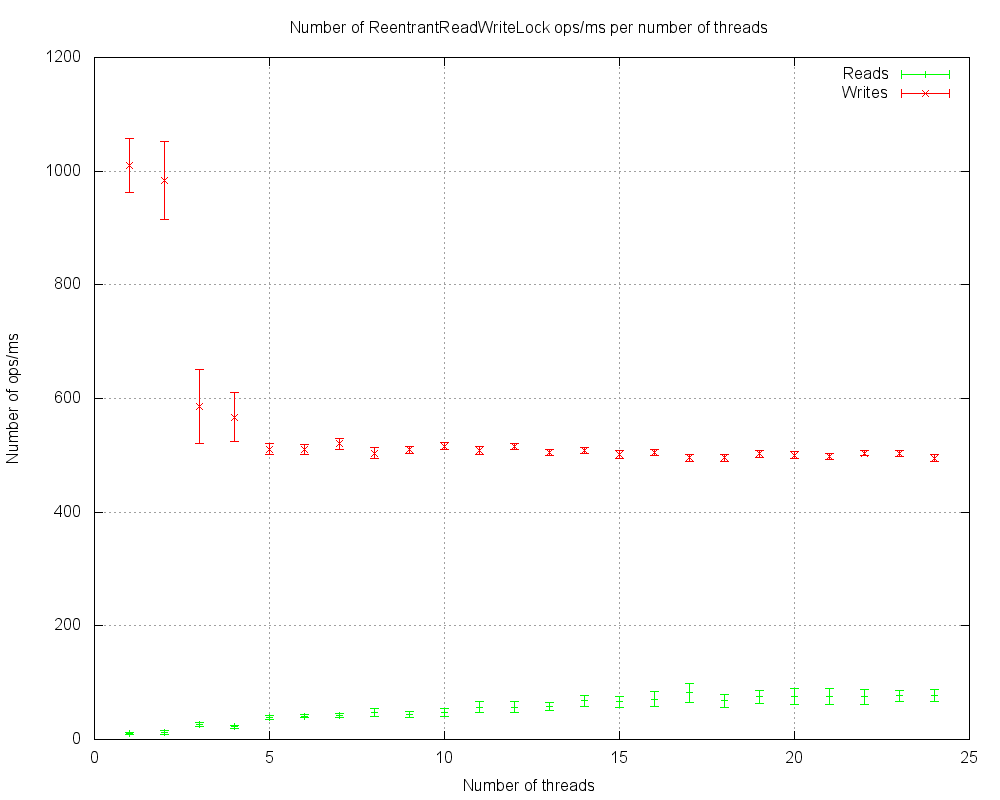 Number of ReentrantReadWriteLock ops/ms per number of threads
Reads
Writes
1200
1000
800
600
400
200
0
Number of ops/ms
0 5 10 15 20 25
Number of threads